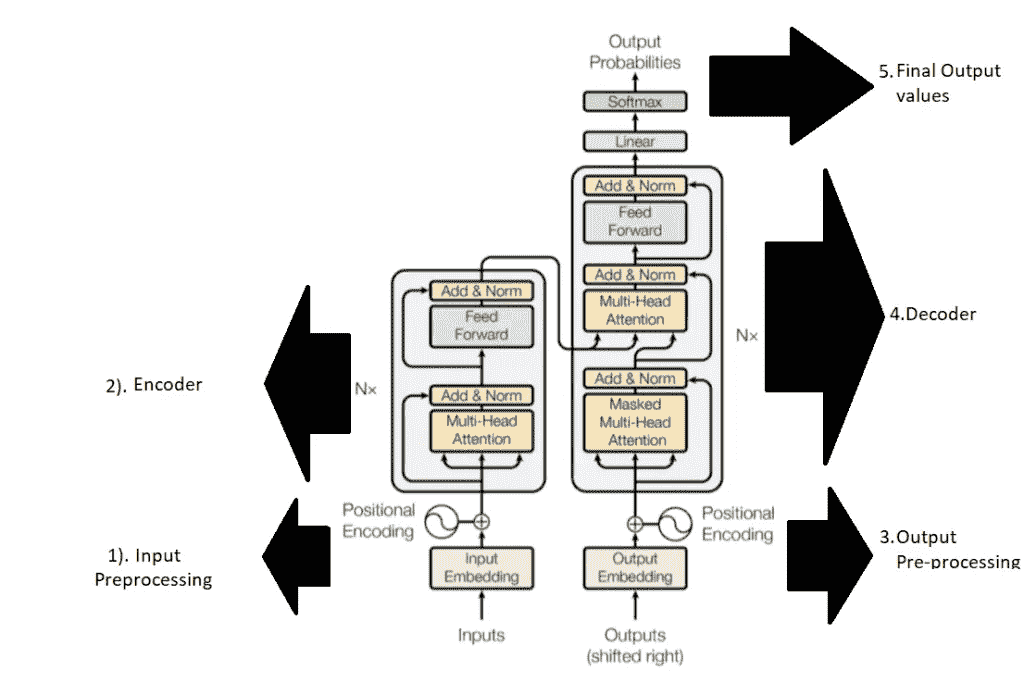 Output
Probabilities
5. Final Output
values
Softmax
Linear
Add & Norm
Feed
Forward
Add & Norm
Multi-Head
Attention
4.Decoder
Nx
Add & Norm
Masked
Multi-Head
Attention
Add & Norm
Feed
Forward
2). Encoder
Nx
Add & Norm
Multi-Head
Attention
Positional
Encoding
Positional
Encoding
1). Input
Preprocessing
Input
Embedding
Output
Embedding
3.Output
Pre-processing
Inputs
Outputs
(shifted right)